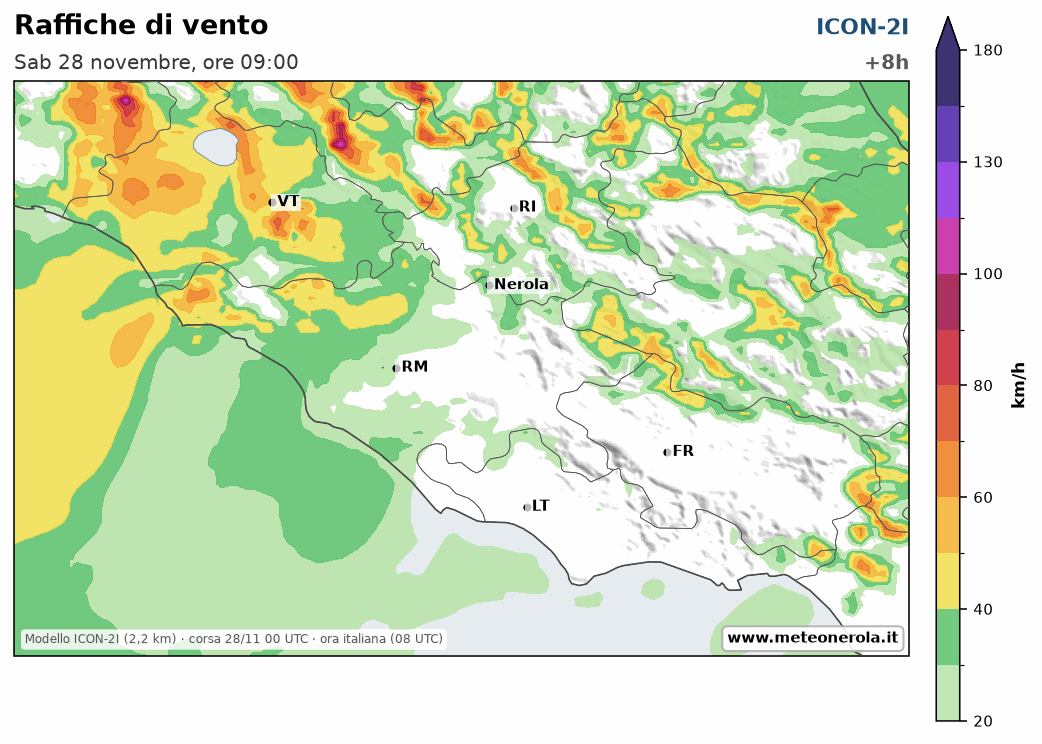 Raffiche di vento
ICON-2I
Sab 28 novembre, ore 09:00
+8h
180
130
100
80
60
40
20
km/h
VT
RI
Nerola
RM
FR
LT
Modello ICON-2I (2,2 km) · corsa 28/11 00 UTC · ora italiana (08 UTC)
www.meteonerola.it